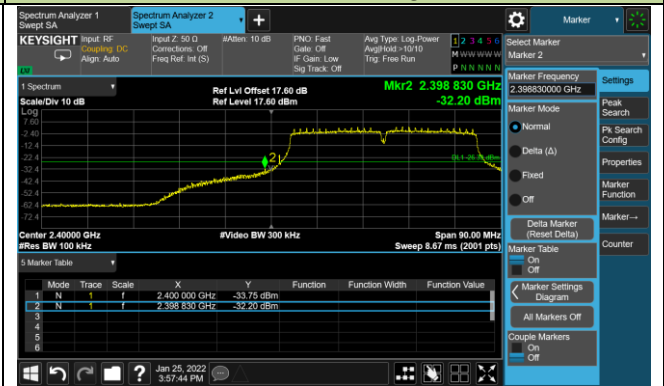 Spectrum Analyzer 1
Swept SA
Spectrum Analyzer 2
Swept SA
+
Marker
KEYSIGHT
Input: RF
Coupling: DC
Align: Auto
Input Z: 50 Ω
Corrections: Off
Freq Ref: Int (S)
#Atten: 10 dB
PNO: Fast
Gate: Off
IF Gain: Low
Sig Track: Off
Avg Type: Log-Power
Avg|Hold:>10/10
Trig: Free Run
1 2 3 4 5 6
M W W W W W
P N N N N N
Select Marker
Marker 2
1 Spectrum
Scale/Div 10 dB
Log
Ref Lvl Offset 17.60 dB
Ref Level 17.60 dBm
Mkr2 2.398 830 GHz
-32.20 dBm
7.60
-2.40
-12.4
-22.4
-32.4
-42.4
-52.4
-62.4
-72.4
2
Center 2.40000 GHz
#Res BW 100 kHz
#Video BW 300 kHz
Span 90.00 MHz
Sweep 8.67 ms (2001 pts)
5 Marker Table
Mode Trace Scale X Y Function Function Width Function Value
1 N 1 f 2.400 000 GHz -33.75 dBm
2 N 1 f 2.398 830 GHz -32.20 dBm
3
4
5
6
Marker Frequency
2.398830000 GHz
Marker Mode
Normal
Delta (Δ)
Fixed
Off
Delta Marker
(Reset Delta)
Marker Table
On
Off
Marker Settings
Diagram
All Markers Off
Couple Markers
On
Off
Settings
Peak
Search
Pk Search
Config
Properties
Marker
Function
Marker→
Counter
?
Jan 25, 2022
3:57:44 PM